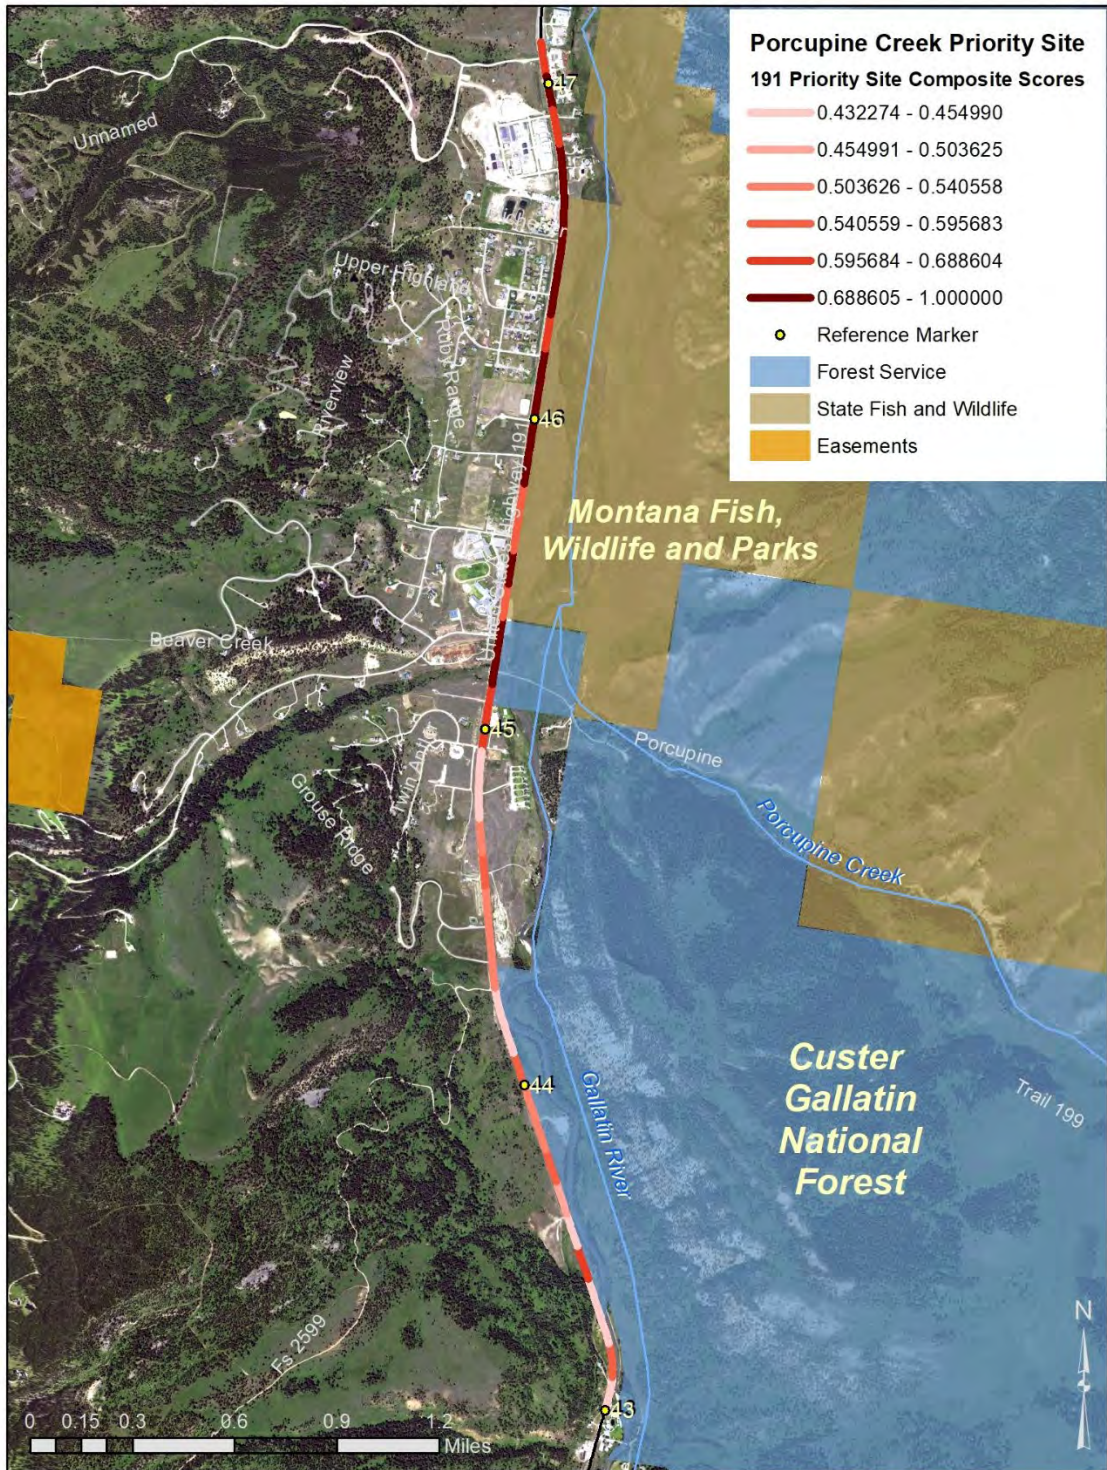 Porcupine Creek Priority Site
191 Priority Site Composite Scores
0.432274 - 0.454990
0.454991 - 0.503625
0.503626 - 0.540558
0.540559 - 0.595683
0.595684 - 0.688604
0.688605 - 1.000000
Reference Marker
Forest Service
State Fish and Wildlife
Easements
47
Unnamed
Upper Highland
Ruby Range
Riverview
46
Highway 191
Montana Fish,
Wildlife and Parks
Beaver Creek
45
Porcupine
Grouse Ridge
Porcupine Creek
44
Gallatin River
Custer
Gallatin
National
Forest
Trail 199
Fs 2599
43
N
0 0.15 0.3 0.6 0.9 1.2
Miles